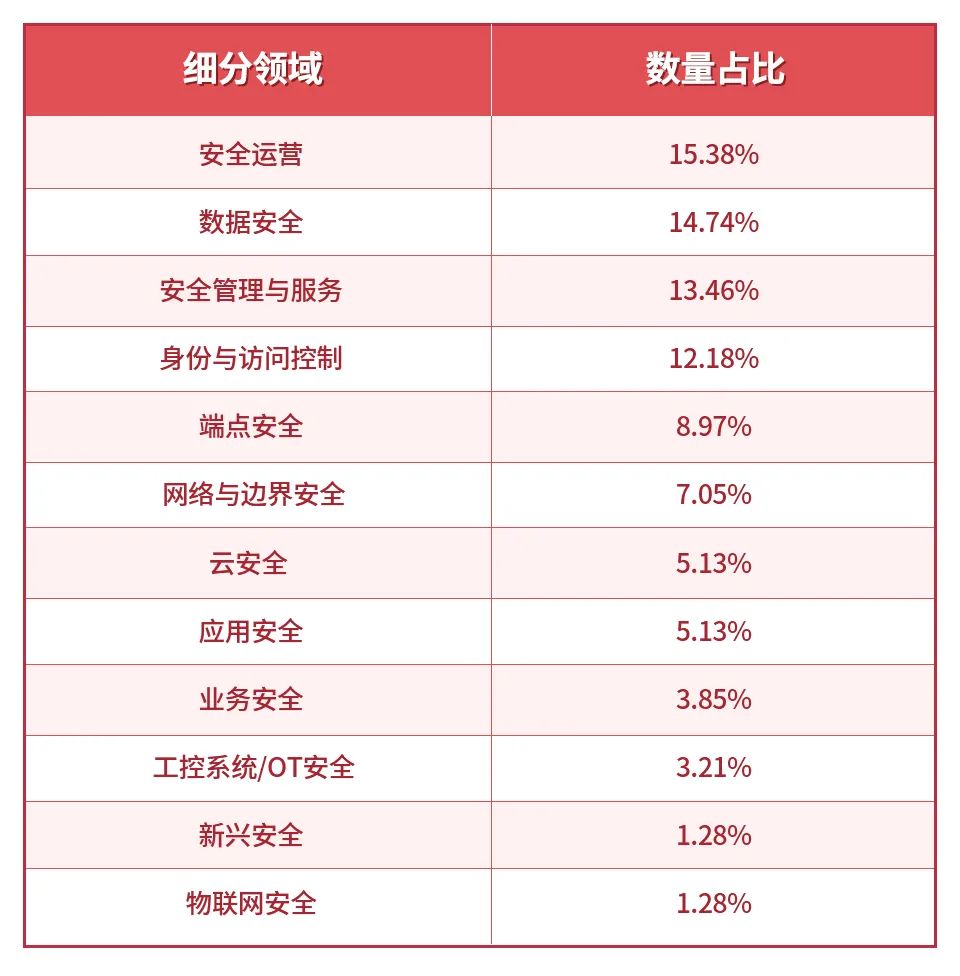 细分领域 数量占比
安全运营 15.38%
数据安全 14.74%
安全管理与服务 13.46%
身份与访问控制 12.18%
端点安全 8.97%
网络与边界安全 7.05%
云安全 5.13%
应用安全 5.13%
业务安全 3.85%
工控系统/OT安全 3.21%
新兴安全 1.28%
物联网安全 1.28%